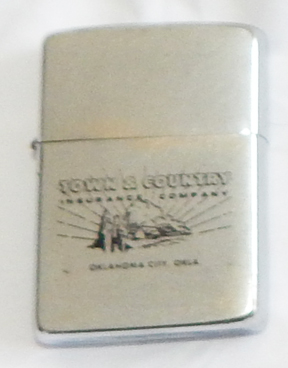 TOWN & COUNTRY
INSURANCE COMPANY
OKLAHOMA CITY, OKLA.